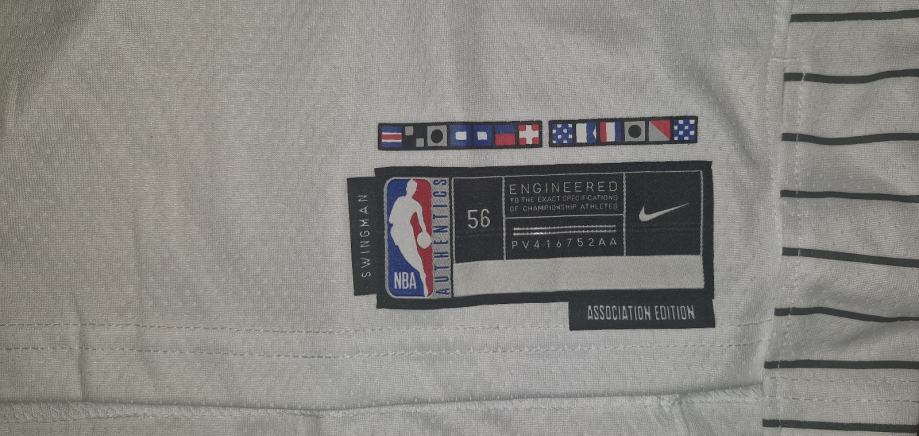 SWINGMAN
NBA
AUTHENTICS
56
ENGINEERED
TO THE EXACT SPECIFICATIONS
OF CHAMPIONSHIP ATHLETES
PV416752AA
ASSOCIATION EDITION